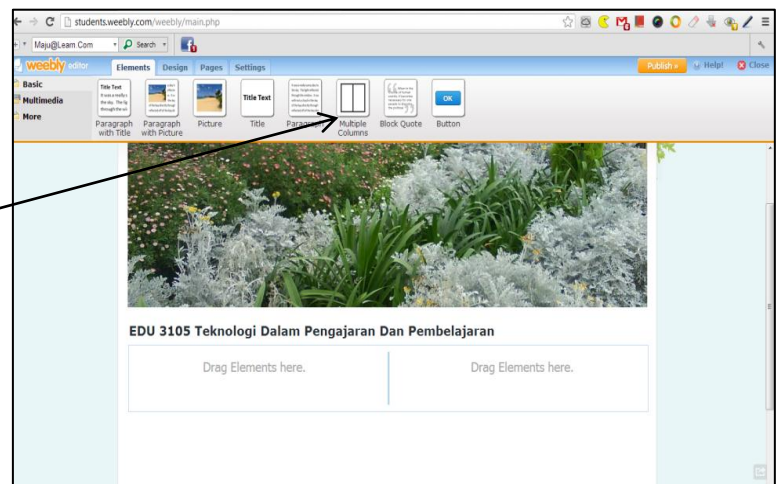 students.weebly.com/weebly/main.php
Maju@Learn Com
Search
weebly editor
Elements
Design
Pages
Settings
Publish »
Help!
Close
Basic
Multimedia
More
Title Text
Title Text
OK
Paragraph with Title
Paragraph with Picture
Picture
Title
Paragraph
Multiple Columns
Block Quote
Button
EDU 3105 Teknologi Dalam Pengajaran Dan Pembelajaran
Drag Elements here.
Drag Elements here.